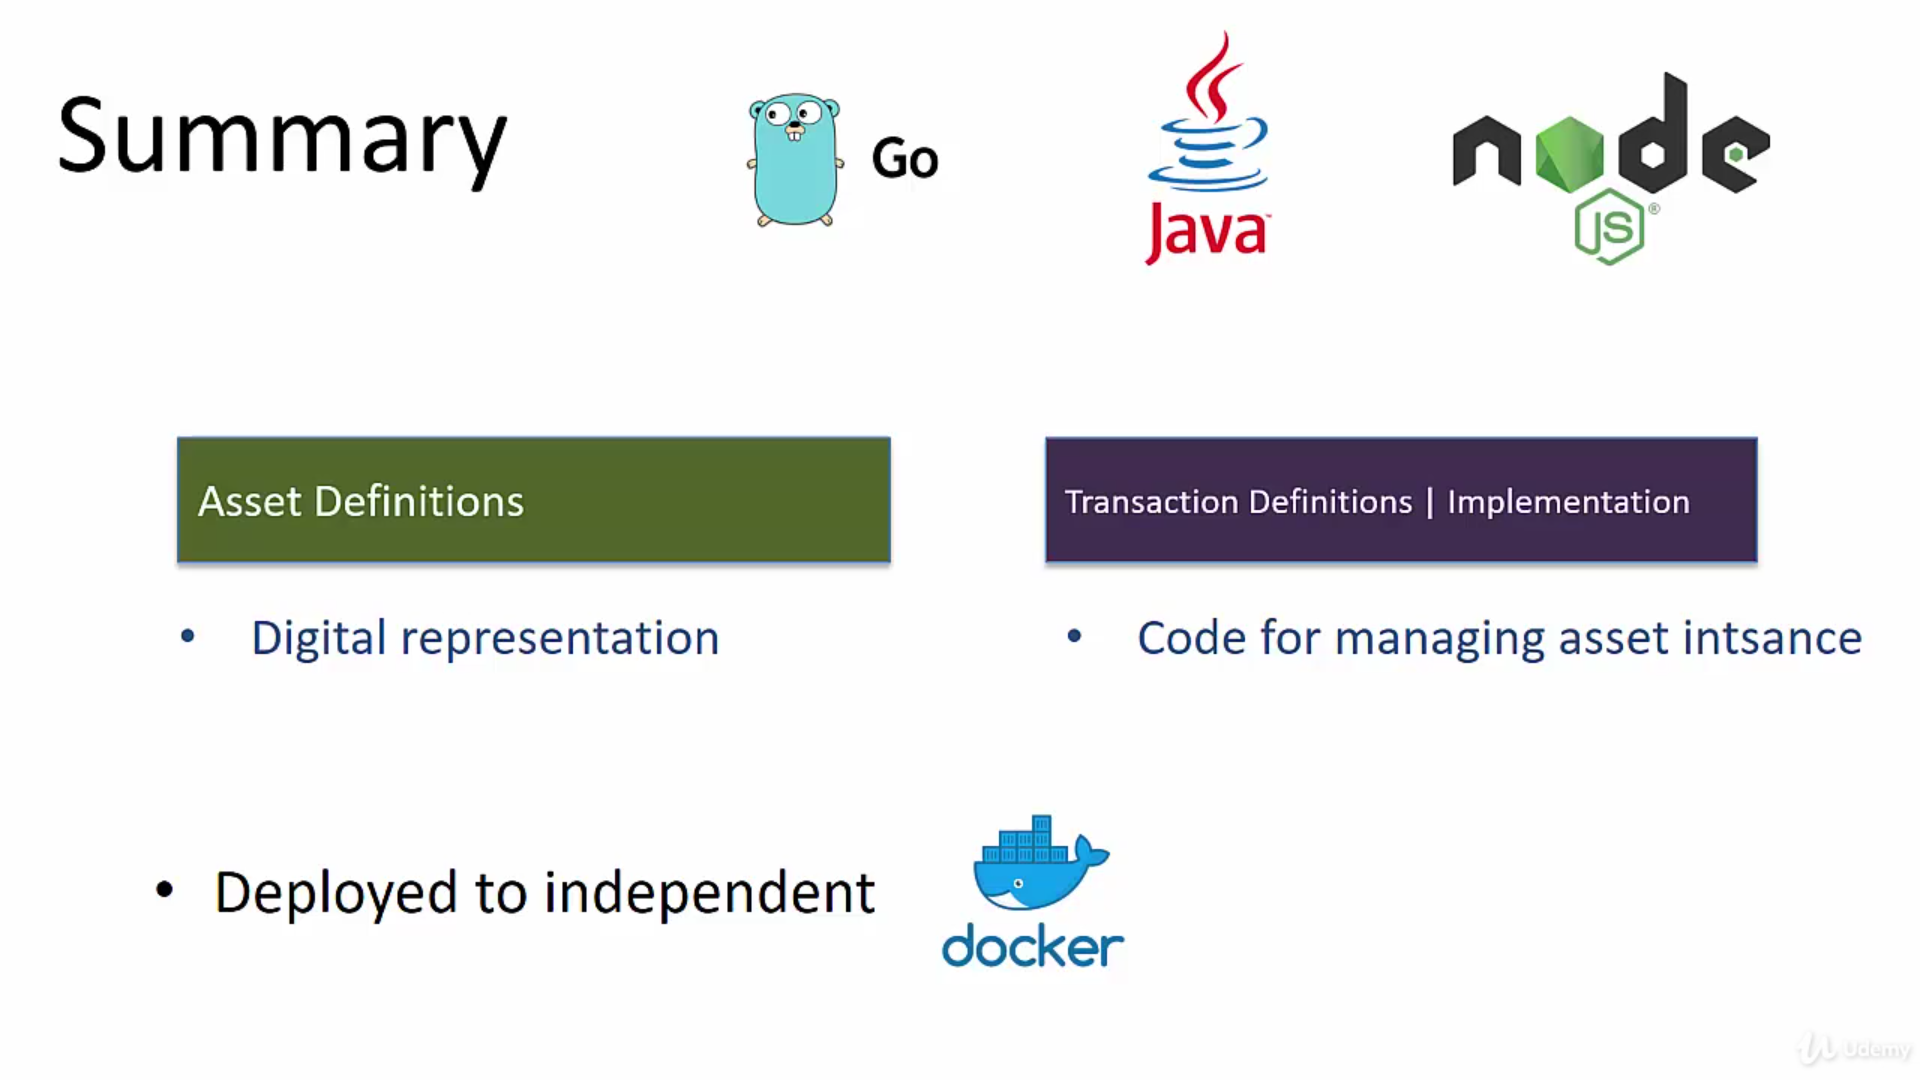 Summary
Go
Java™
node
JS®
Asset Definitions
Transaction Definitions | Implementation
• Digital representation
• Code for managing asset intsance
• Deployed to independent
docker
Udemy